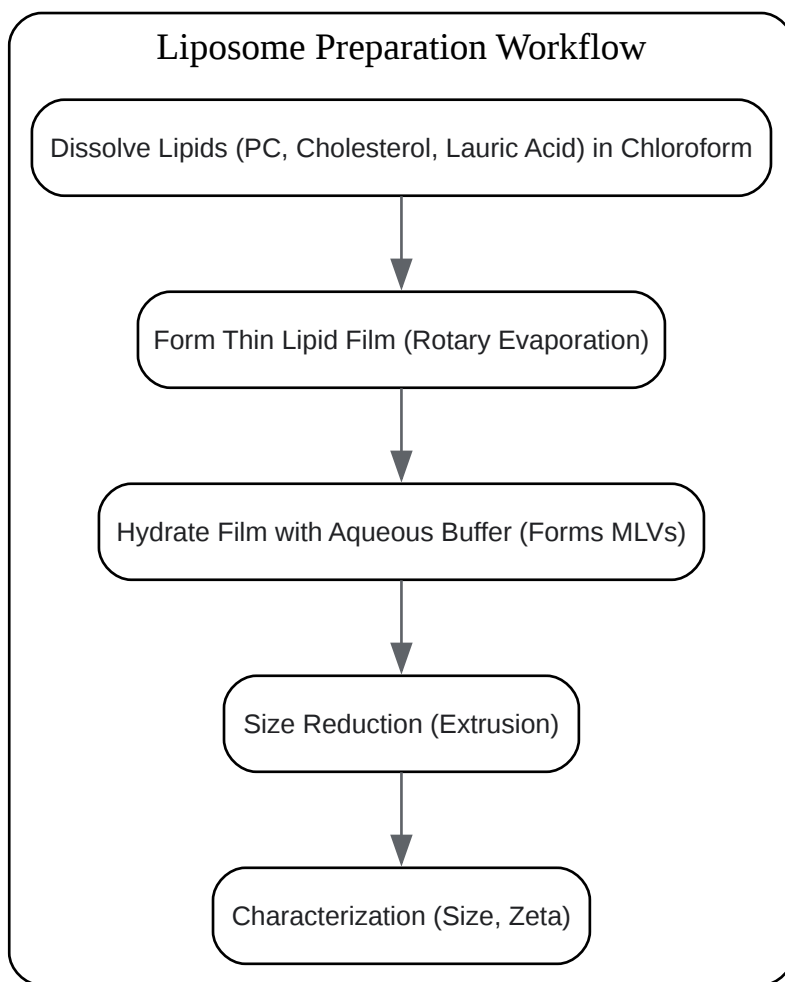 Liposome Preparation Workflow
Dissolve Lipids (PC, Cholesterol, Lauric Acid) in Chloroform
Form Thin Lipid Film (Rotary Evaporation)
Hydrate Film with Aqueous Buffer (Forms MLVs)
Size Reduction (Extrusion)
Characterization (Size, Zeta)